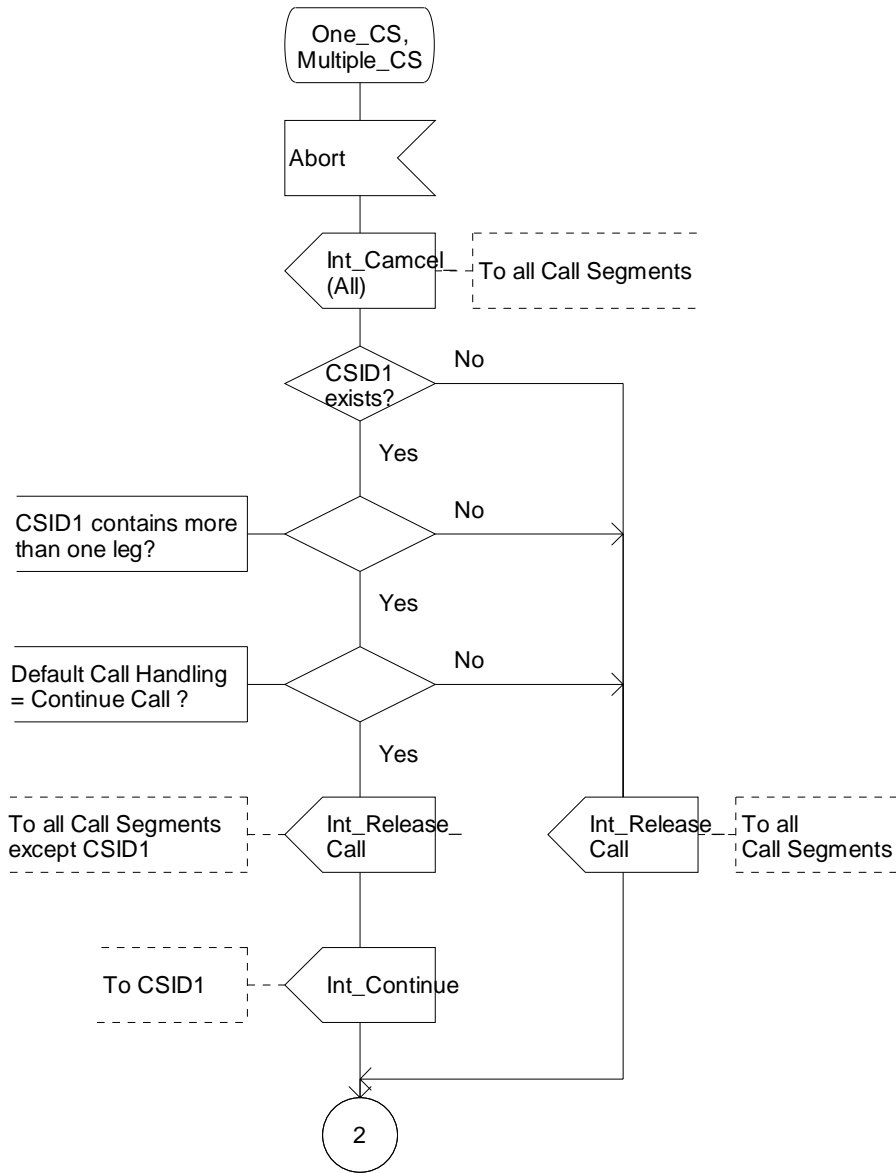 One_CS,
Multiple_CS
Abort
Int_Camcel_
(All)
To all Call Segments
CSID1
exists?
No
Yes
CSID1 contains more
than one leg?
No
Yes
Default Call Handling
= Continue Call ?
No
Yes
To all Call Segments
except CSID1
Int_Release_
Call
Int_Release_
Call
To all
Call Segments
To CSID1
Int_Continue
2